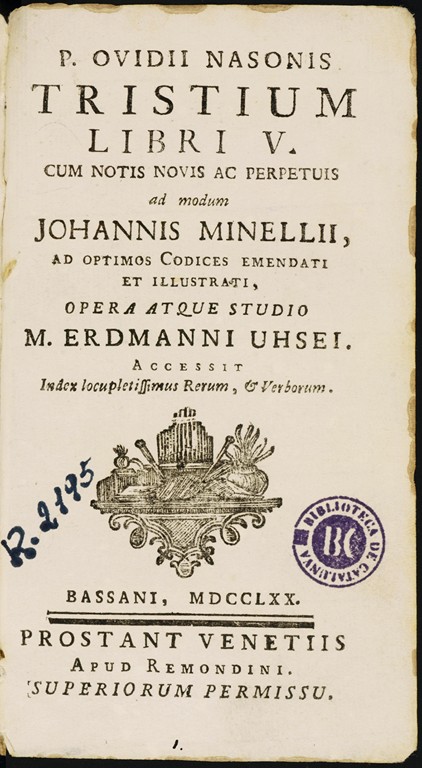 P. OVIDII NASONIS
TRISTIUM
LIBRI V.
CUM NOTIS NOVIS AC PERPETUIS
ad modum
JOHANNIS MINELLII,
AD OPTIMOS CODICES EMENDATI
ET ILLUSTRATI,
OPERA ATQUE STUDIO
M. ERDMANNI UHSEI.
ACCESSIT
Index locupletiſſimus Rerum, & Verborum.
R. 2195
BIBLIOTECA DE CATALUNYA
BC
BASSANI, MDCCLXX.
PROSTANT VENETIIS
APUD REMONDINI.
SUPERIORUM PERMISSU.
1.